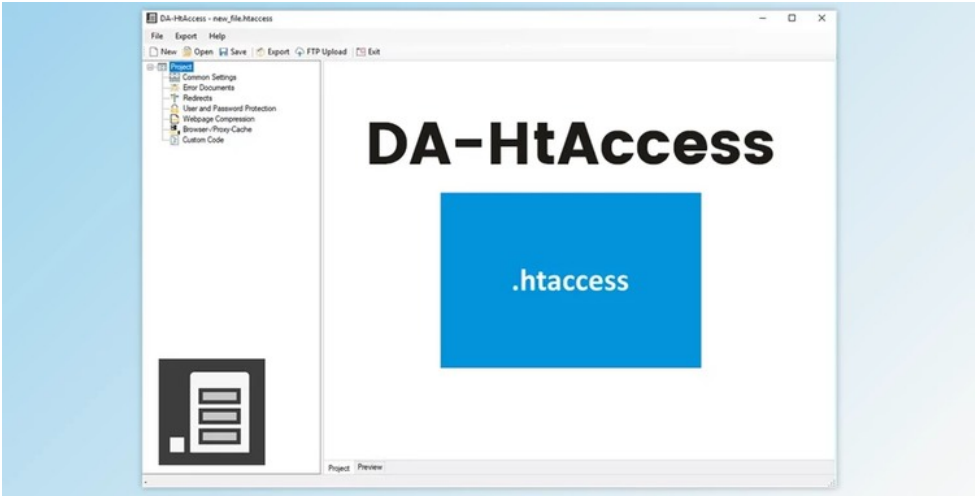 DA-HtAccess - new_file.htaccess
File Export Help
New Open Save Export FTP Upload Exit
Project
Common Settings
Error Documents
Redirects
User and Password Protection
Webpage Compression
Browser-/Proxy-Cache
Custom Code
DA-HtAccess
.htaccess
Project Preview